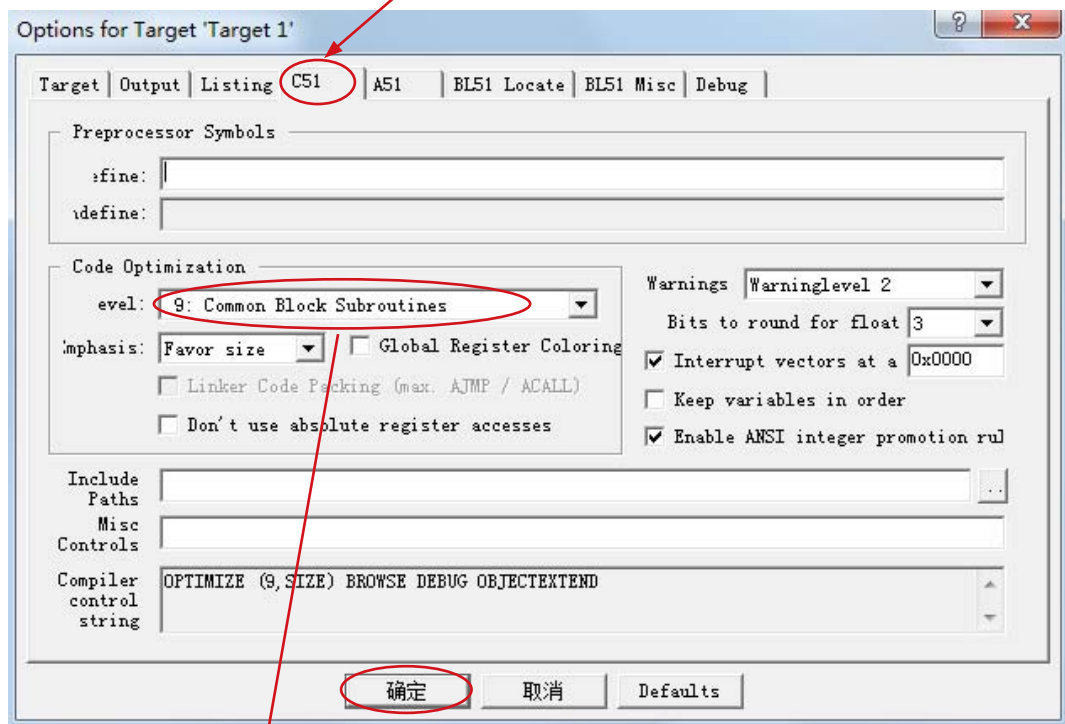 Options for Target 'Target 1'
Target Output Listing C51 A51 BL51 Locate BL51 Misc Debug
Preprocessor Symbols
efine:
ndefine:
Code Optimization
evel: 9: Common Block Subroutines
Warnings Warninglevel 2
Bits to round for float 3
mphasis: Favor size Global Register Coloring
Interrupt vectors at a 0x0000
Linker Code Packing (max. AJMP / ACALL)
Keep variables in order
Don't use absolute register accesses
Enable ANSI integer promotion rul
Include
Paths
..
Misc
Controls
Compiler
control
string
OPTIMIZE (9,SIZE) BROWSE DEBUG OBJECTEXTEND
确定 取消 Defaults